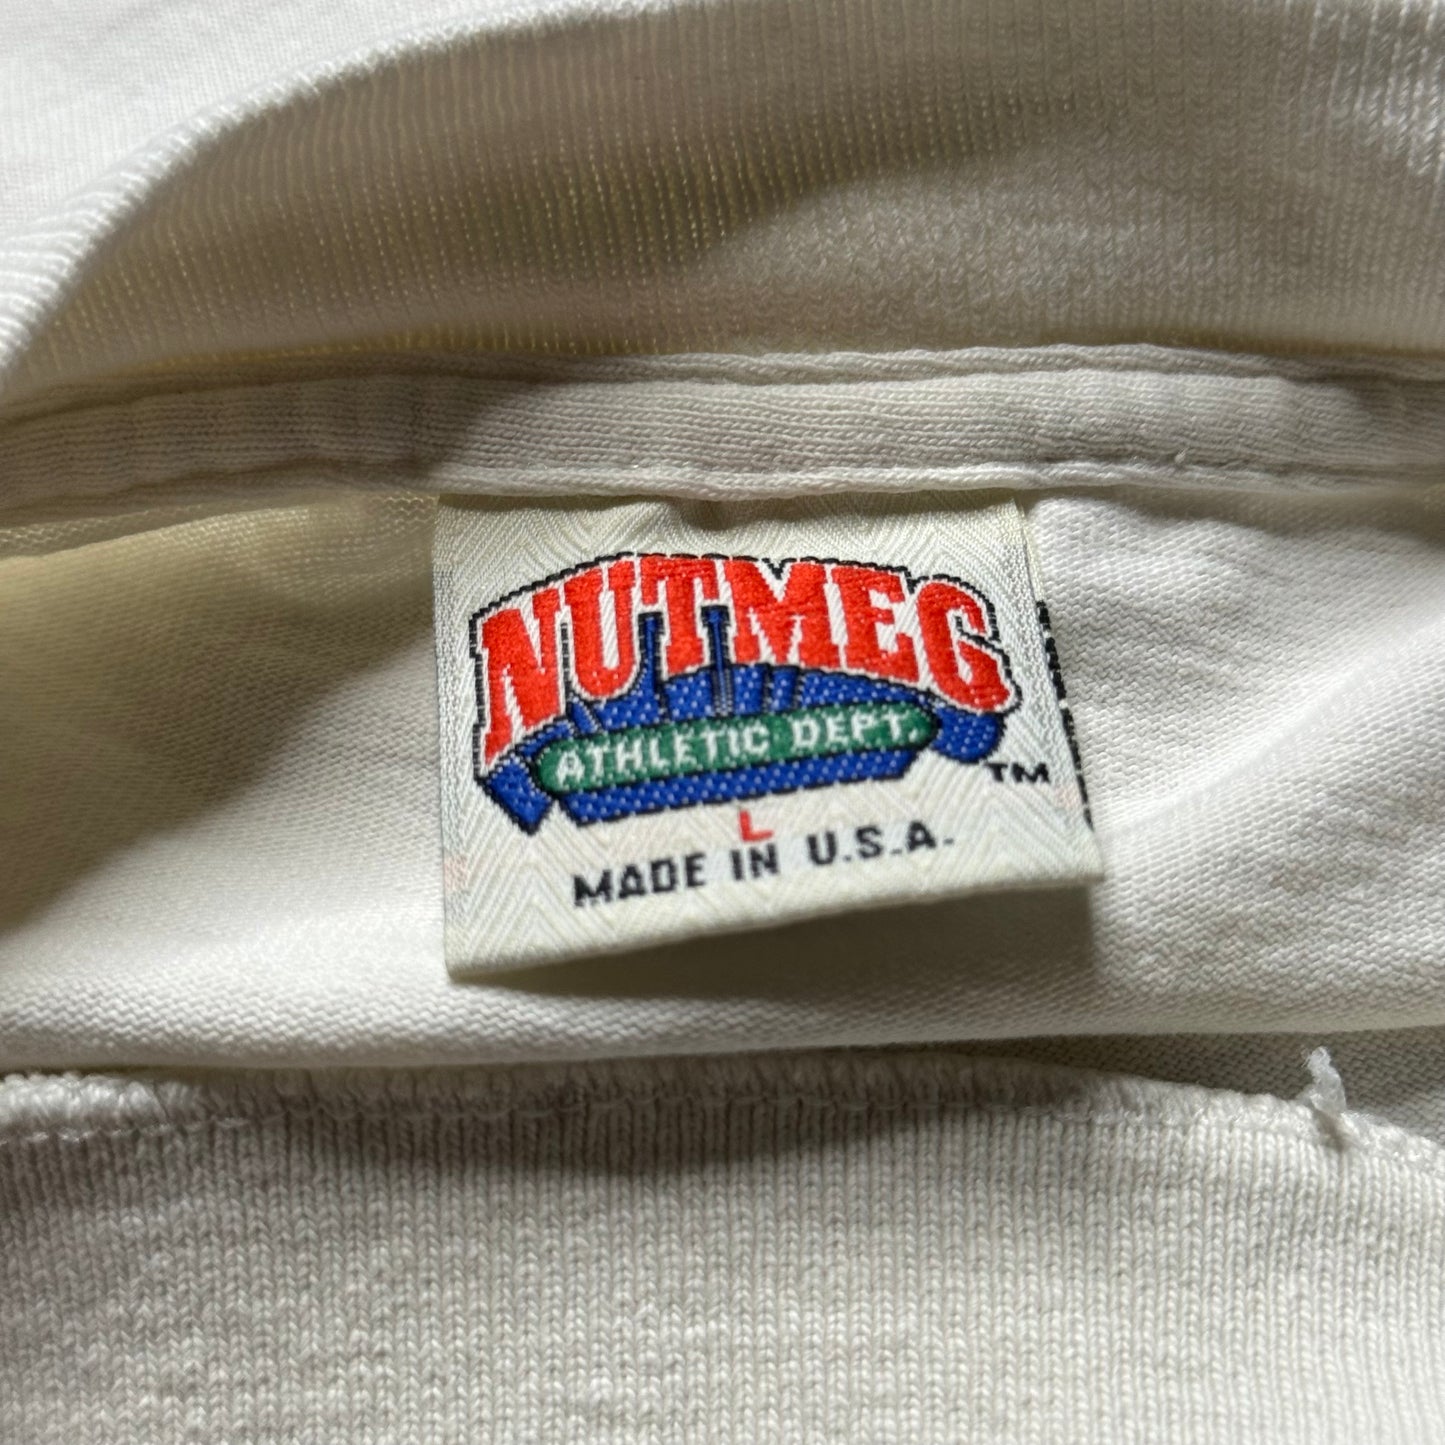 NUTMEG
ATHLETIC DEPT.
TM
L
MADE IN U.S.A.